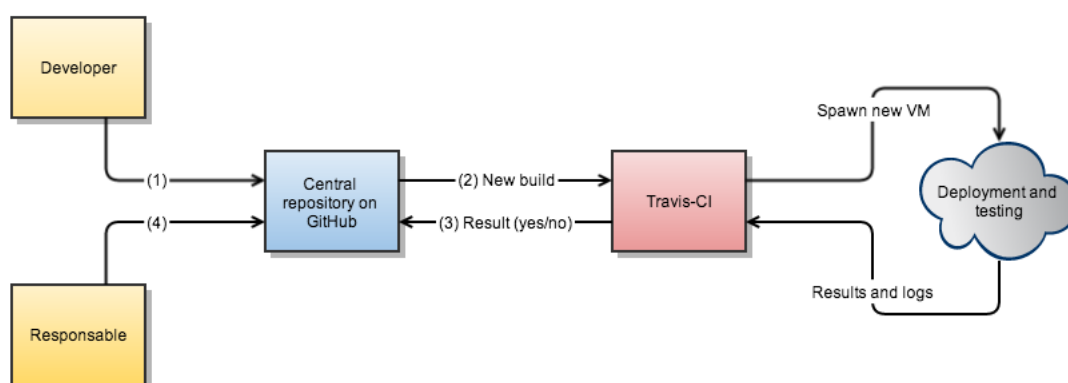 Developer
Spawn new VM
(1)
(2) New build
Central
repository on
GitHub
Travis-CI
Deployment and
testing
(4)
(3) Result (yes/no)
Results and logs
Responsable